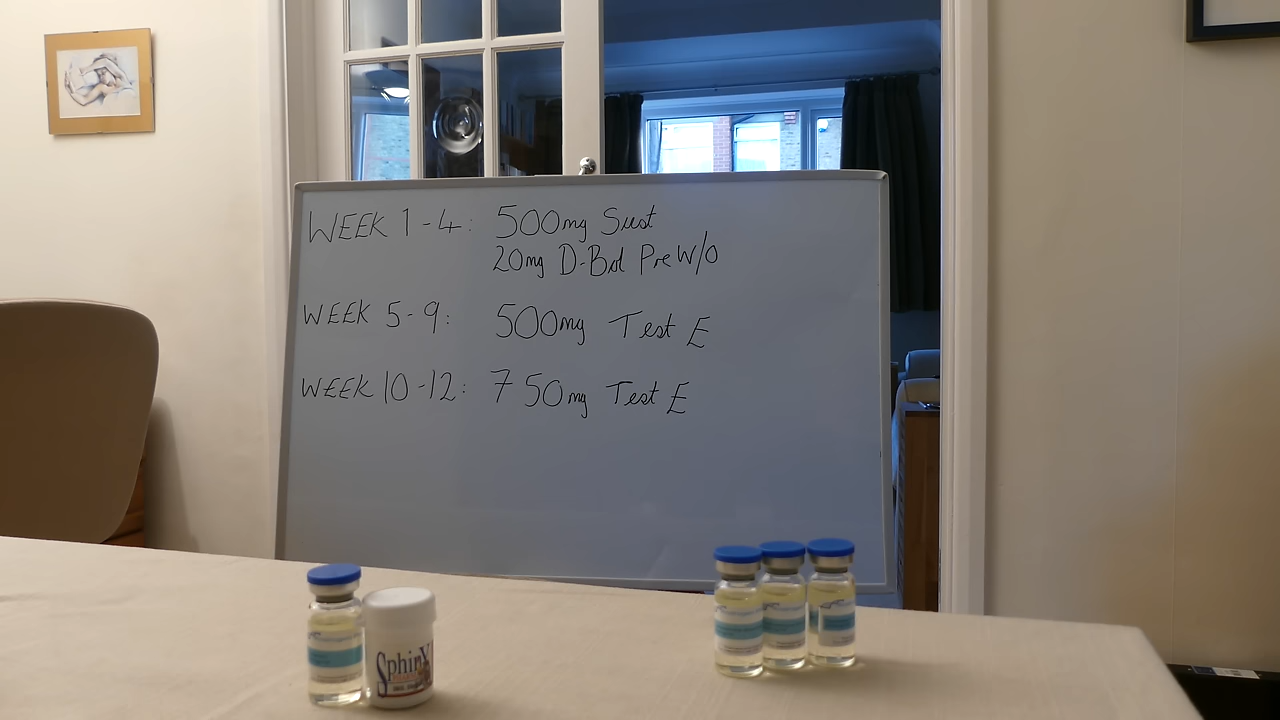 WEEK 1-4: 500mg Sust
20mg D-Bol Pre W/O
WEEK 5-9: 500mg Test E
WEEK 10-12: 750mg Test E
SphinX